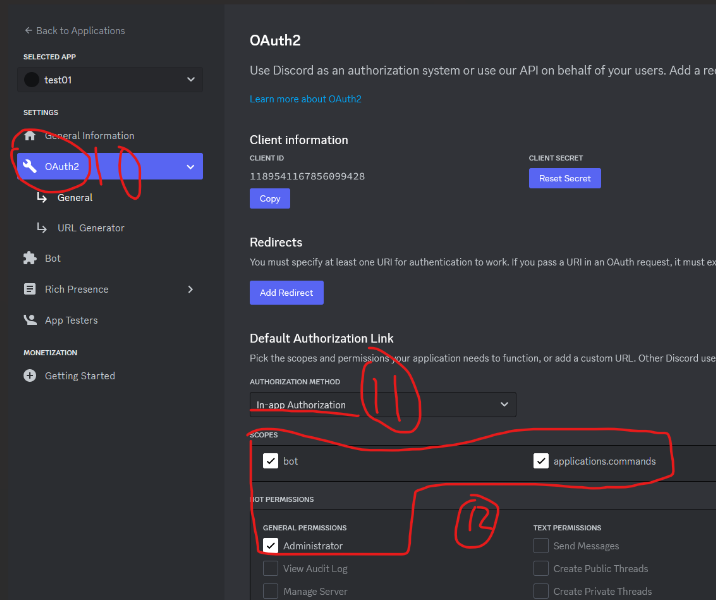 ← Back to Applications
SELECTED APP
test01
SETTINGS
General Information
OAuth2
10
General
URL Generator
Bot
Rich Presence
App Testers
MONETIZATION
Getting Started
OAuth2
Use Discord as an authorization system or use our API on behalf of your users. Add a
Learn more about OAuth2
Client information
CLIENT ID
1189541167856099428
Copy
CLIENT SECRET
Reset Secret
Redirects
You must specify at least one URI for authentication to work. If you pass a URI in an OAuth request, it must
Add Redirect
Default Authorization Link
Pick the scopes and permissions your application needs to function, or add a custom URL. Other Discord
AUTHORIZATION METHOD
In-app Authorization
11
SCOPES
bot
applications.commands
BOT PERMISSIONS
12
GENERAL PERMISSIONS
Administrator
View Audit Log
Manage Server
TEXT PERMISSIONS
Send Messages
Create Public Threads
Create Private Threads